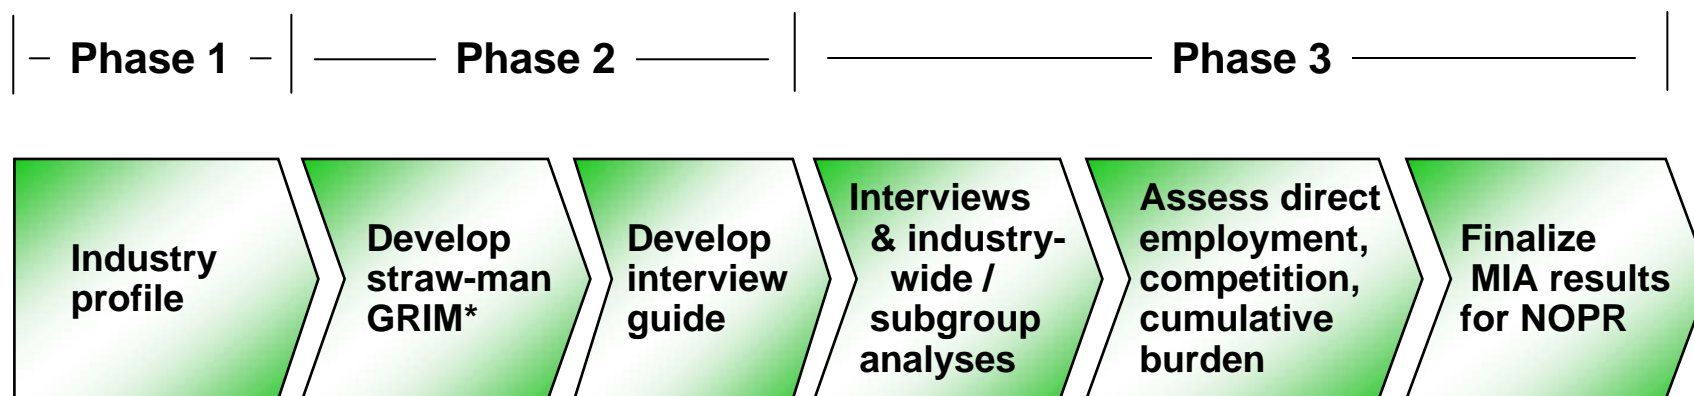 Phase 1
Phase 2
Phase 3
Industry
profile
Develop
straw-man
GRIM*
Develop
interview
guide
Interviews
& industry-
wide /
subgroup
analyses
Assess direct
employment,
competition,
cumulative
burden
Finalize
MIA results
for NOPR